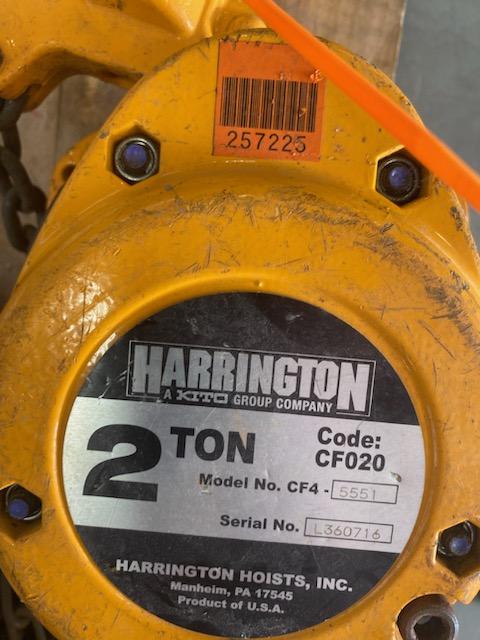 257225
HARRINGTON
A KITO GROUP COMPANY
2 TON
Code:
CF020
Model No. CF4 - 5551
Serial No. L360716
HARRINGTON HOISTS, INC.
Manheim, PA 17545
Product of U.S.A.